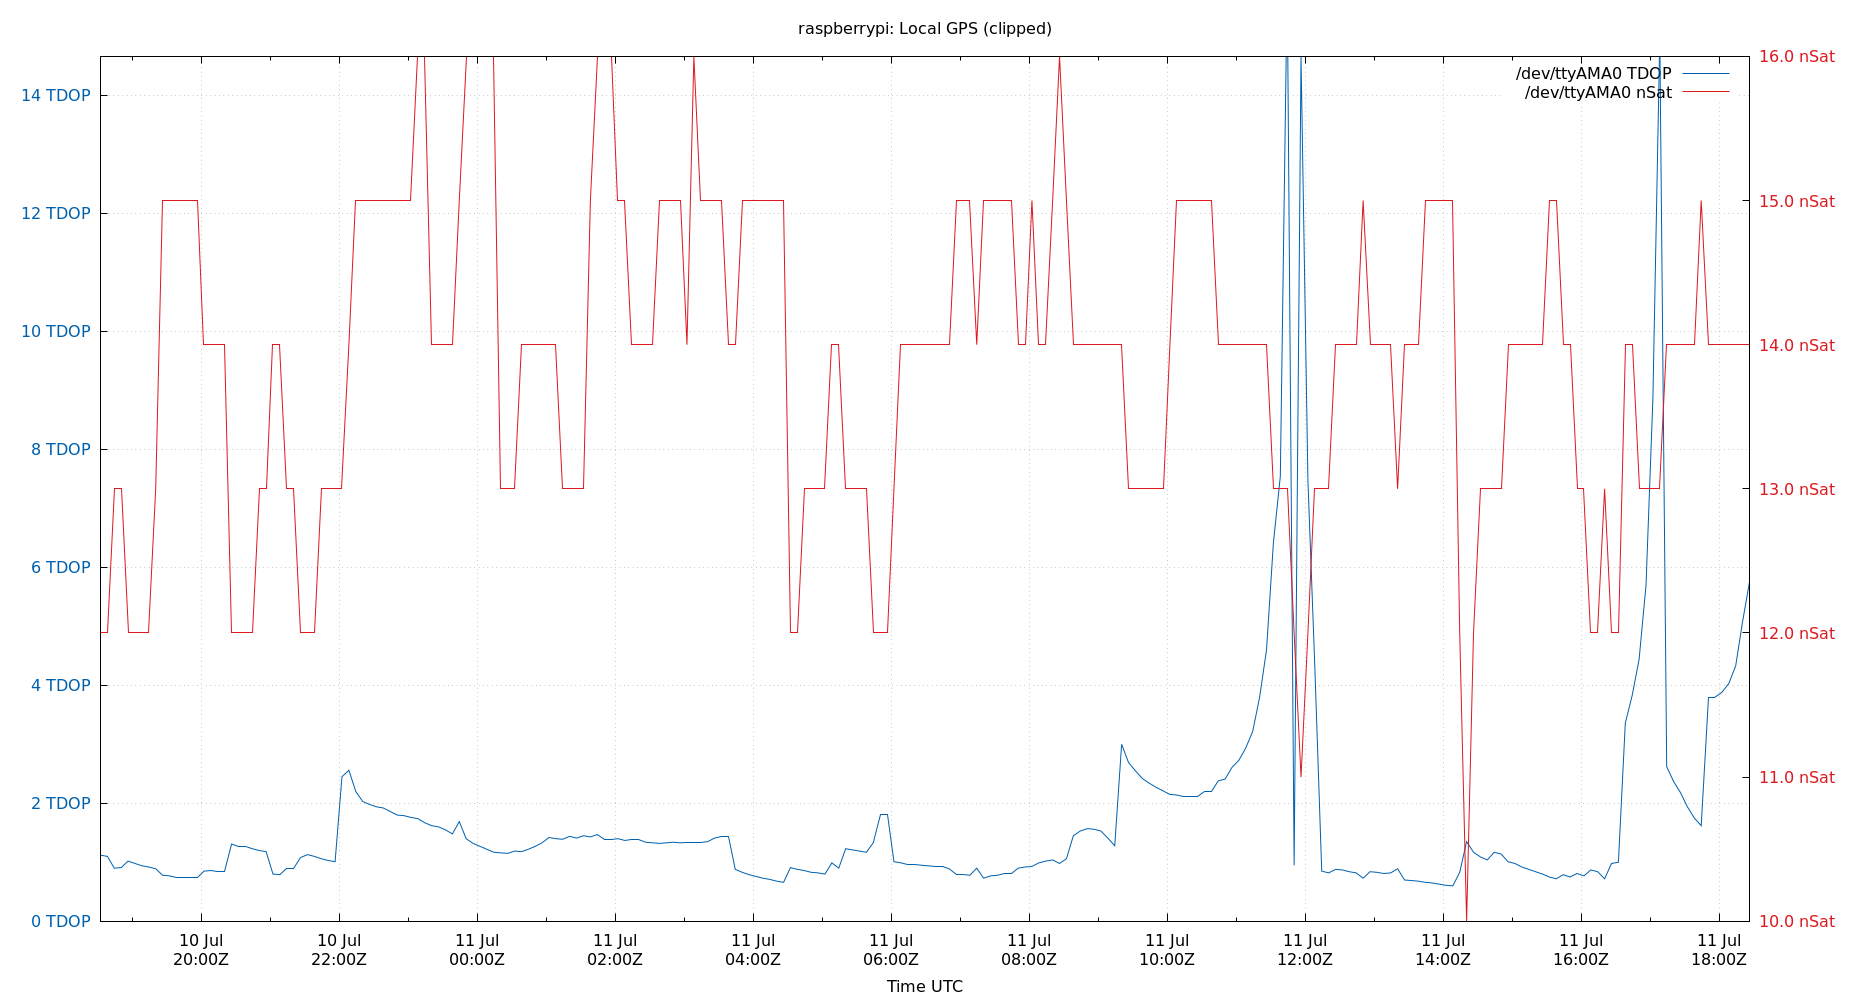 raspberrypi: Local GPS (clipped)
/dev/ttyAMA0 TDOP
/dev/ttyAMA0 nSat
14 TDOP
12 TDOP
10 TDOP
8 TDOP
6 TDOP
4 TDOP
2 TDOP
0 TDOP
16.0 nSat
15.0 nSat
14.0 nSat
13.0 nSat
12.0 nSat
11.0 nSat
10.0 nSat
10 Jul
20:00Z
10 Jul
22:00Z
11 Jul
00:00Z
11 Jul
02:00Z
11 Jul
04:00Z
11 Jul
06:00Z
11 Jul
08:00Z
11 Jul
10:00Z
11 Jul
12:00Z
11 Jul
14:00Z
11 Jul
16:00Z
11 Jul
18:00Z
Time UTC